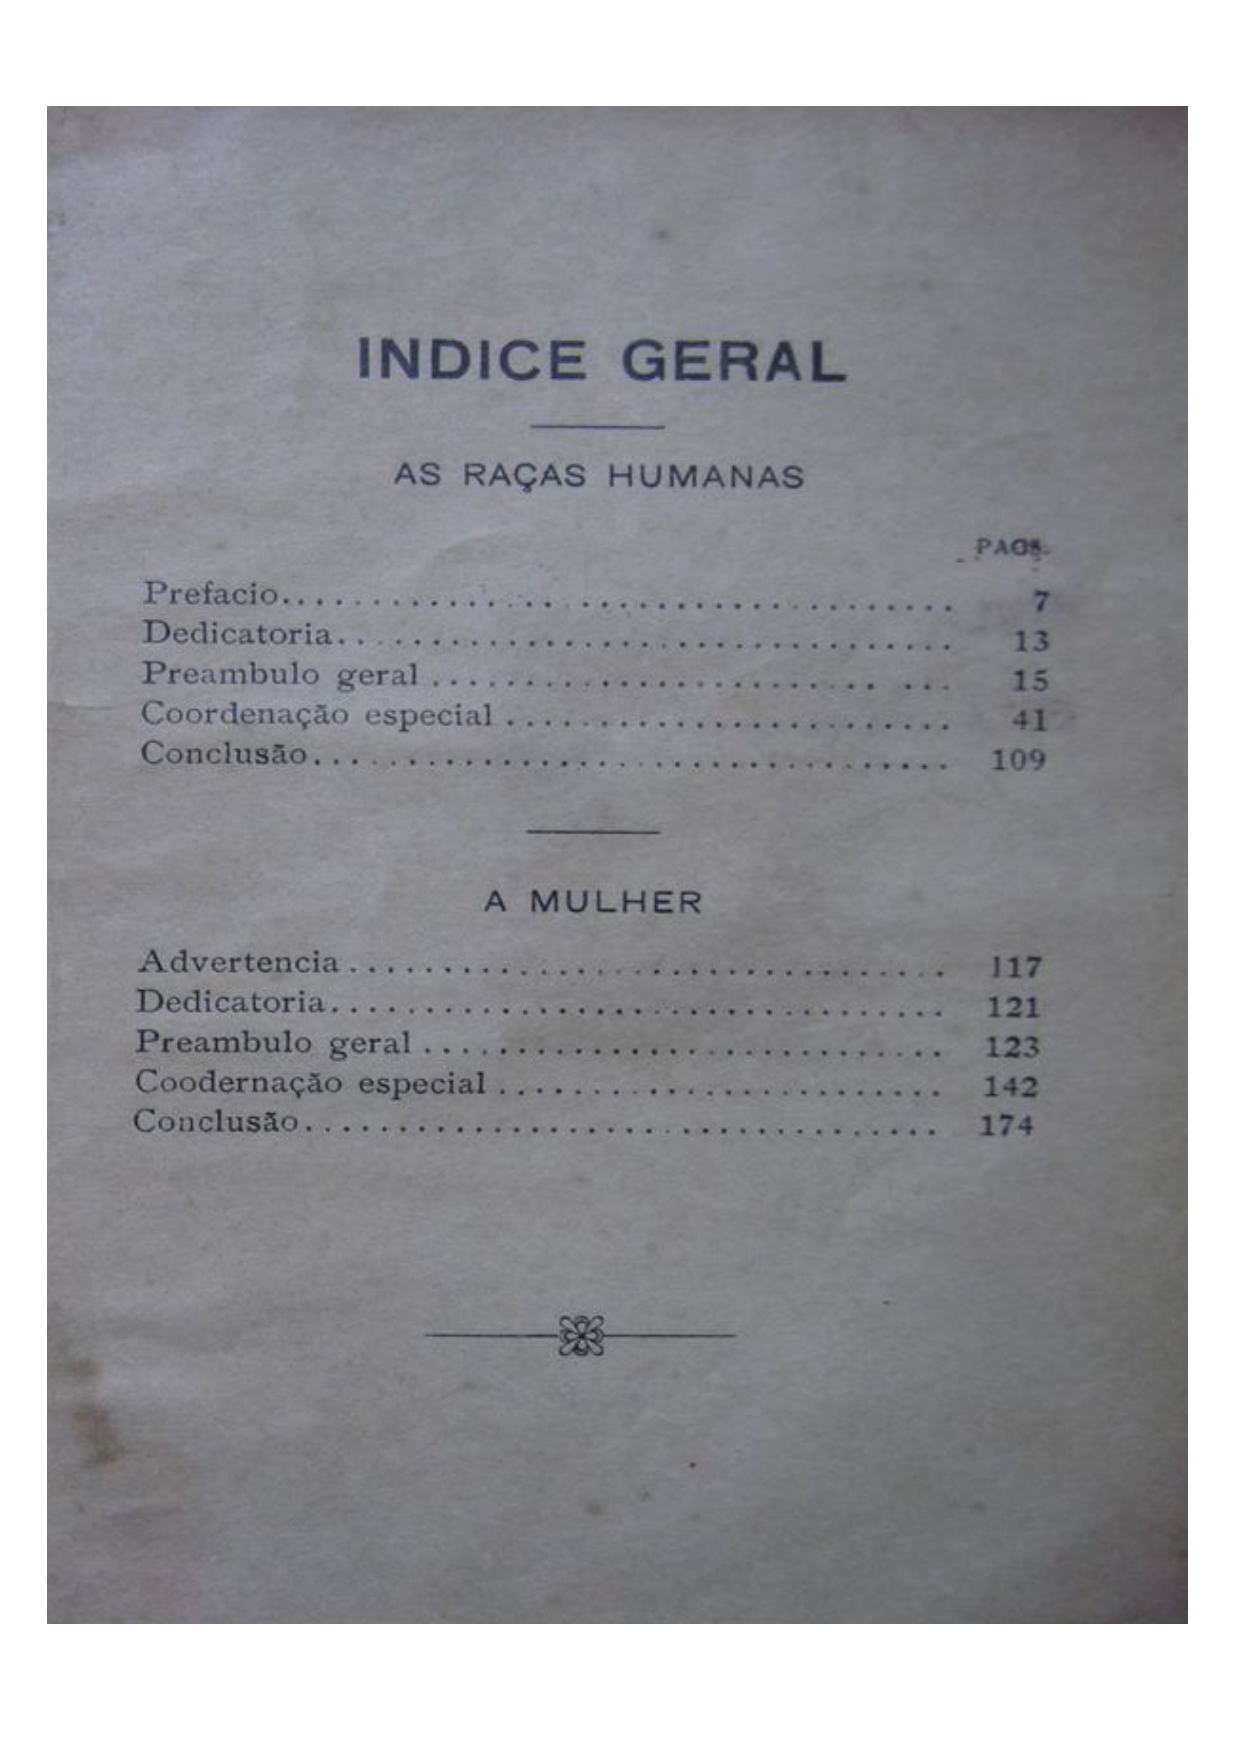 INDICE GERAL
AS RAÇAS HUMANAS
PAGS.
Prefacio.................................... 7
Dedicatoria................................. 13
Preambulo geral ........................ ... 15
Coordenação especial ........................ 41
Conclusão.................................. 109
A MULHER
Advertencia................................ 117
Dedicatoria................................. 121
Preambulo geral ............................ 123
Coodernação especial ........................ 142
Conclusão.................................. 174